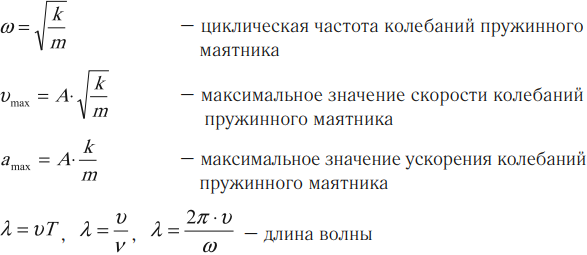 ω = √(k/m) — циклическая частота колебаний пружинного
маятника
υmax = A·√(k/m) — максимальное значение скорости колебаний
пружинного маятника
amax = A·k/m — максимальное значение ускорения колебаний
пружинного маятника
λ = υT, λ = υ/ν, λ = 2π·υ/ω — длина волны